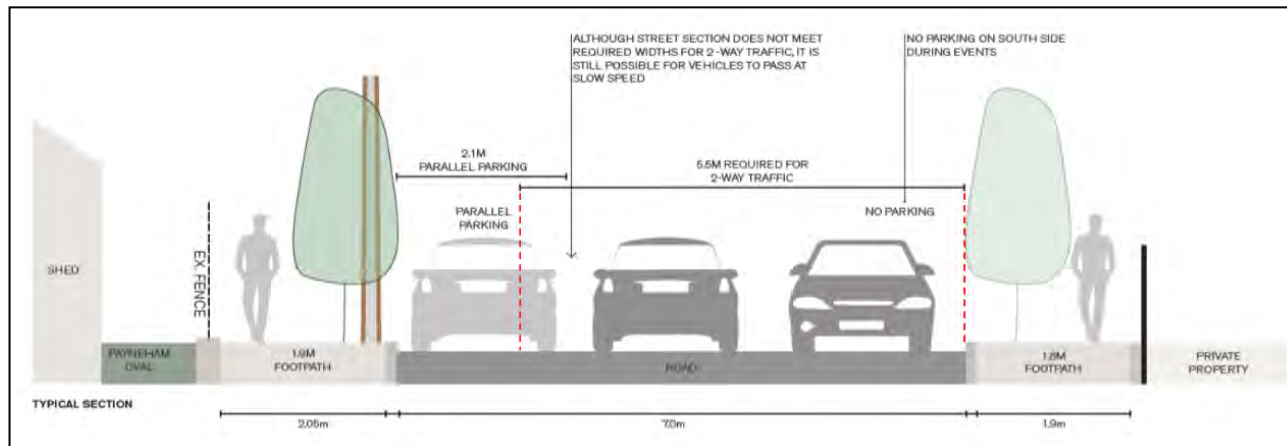 ALTHOUGH STREET SECTION DOES NOT MEET
REQUIRED WIDTHS FOR 2-WAY TRAFFIC, IT IS
STILL POSSIBLE FOR VEHICLES TO PASS AT
SLOW SPEED
NO PARKING ON SOUTH SIDE
DURING EVENTS
2.1M
PARALLEL PARKING
5.5M REQUIRED FOR
2-WAY TRAFFIC
PARALLEL
PARKING
NO PARKING
SHED
EX. FENCE
PAYNEHAM
OVAL
1.9M
FOOTPATH
ROAD
1.8M
FOOTPATH
PRIVATE
PROPERTY
TYPICAL SECTION
2.05m
7.0m
1.9m